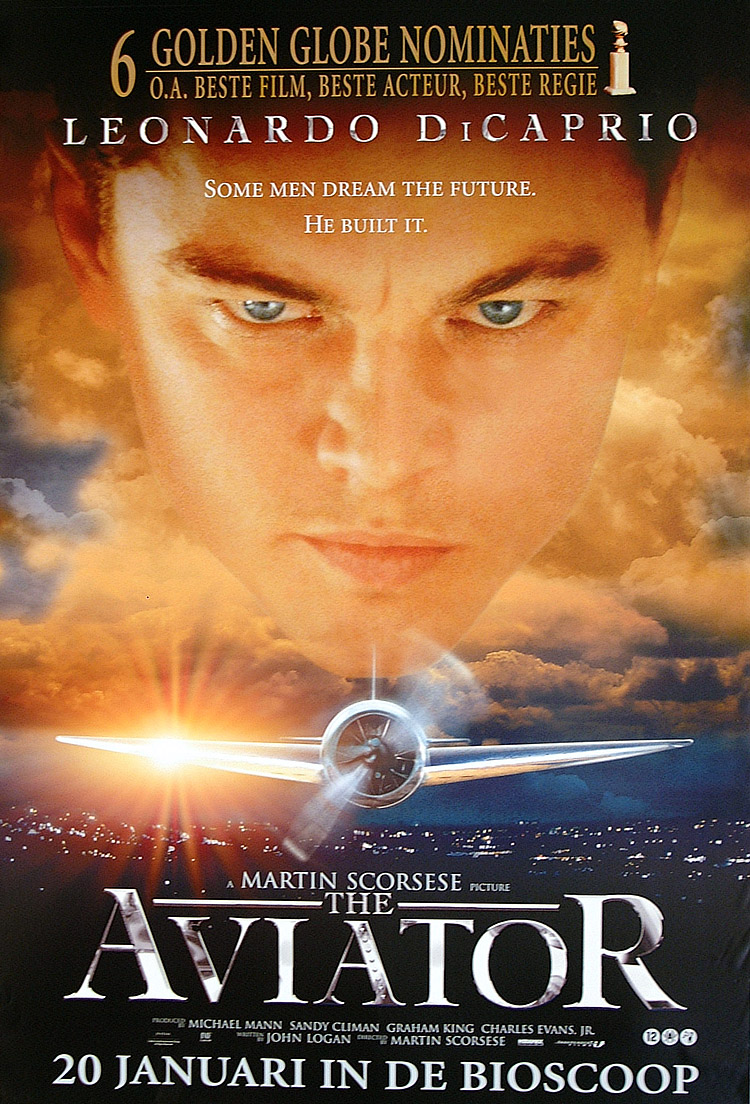 6 GOLDEN GLOBE NOMINATIES
O.A. BESTE FILM, BESTE ACTEUR, BESTE REGIE
LEONARDO DiCAPRIO
SOME MEN DREAM THE FUTURE.
HE BUILT IT.
A MARTIN SCORSESE PICTURE
THE
AVIATOR
PRODUCED BY MICHAEL MANN SANDY CLIMAN GRAHAM KING CHARLES EVANS, JR.
WRITTEN BY JOHN LOGAN DIRECTED BY MARTIN SCORSESE
12
20 JANUARI IN DE BIOSCOOP